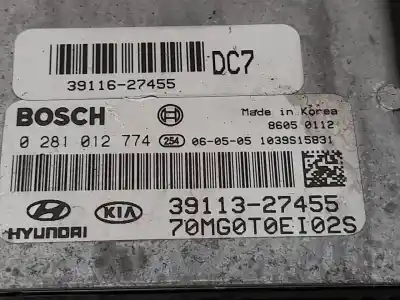 DC7
39116-27455
BOSCH
Made in Korea
8605 0112
0 281 012 774 254 06-05-05 1039S15831
HYUNDAI KIA 39113-27455
70MG0T0EI02S